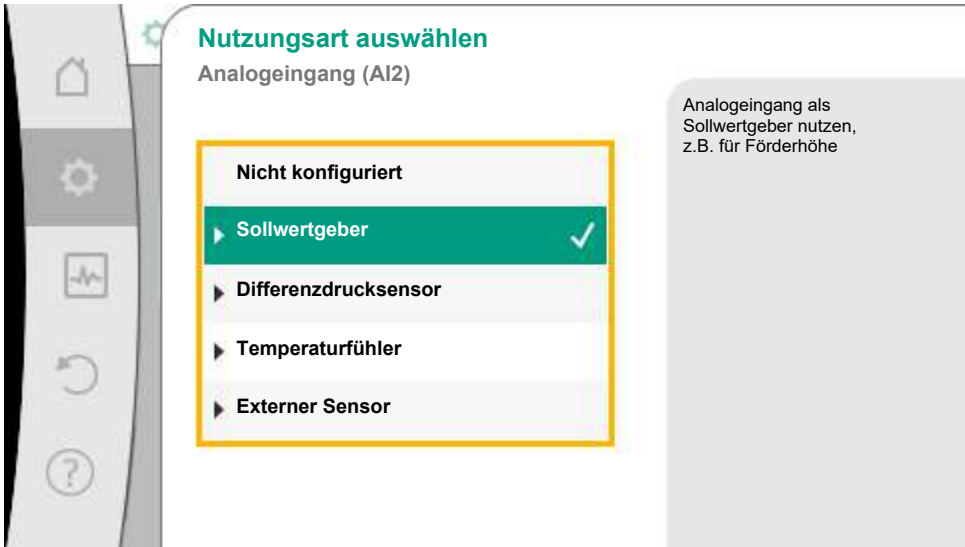 Nutzungsart auswählen
Analogeingang (AI2)
Nicht konfiguriert
Sollwertgeber
Differenzdrucksensor
Temperaturfühler
Externer Sensor
Analogeingang als
Sollwertgeber nutzen,
z.B. für Förderhöhe
?